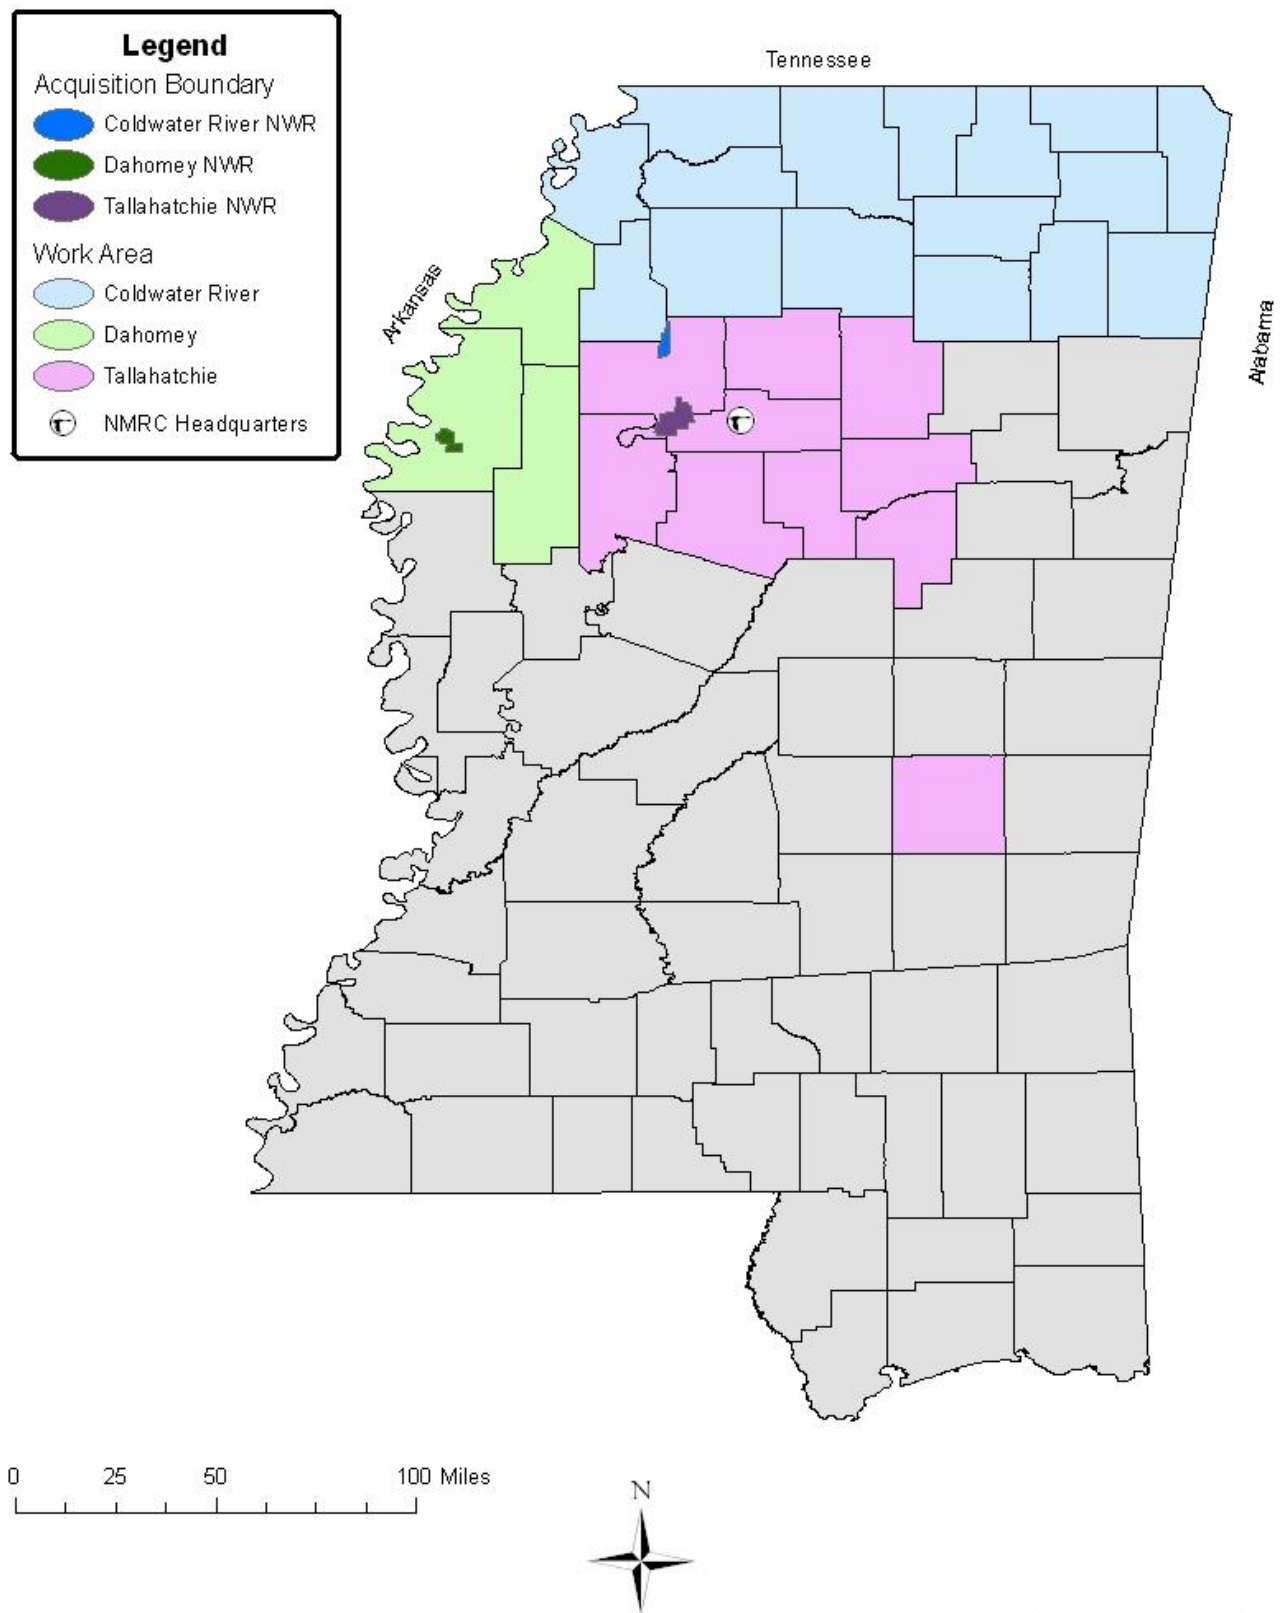 Legend
Acquisition Boundary
Coldwater River NWR
Dahomey NWR
Tallahatchie NWR
Work Area
Coldwater River
Dahomey
Tallahatchie
NMRC Headquarters
Tennessee
Arkansas
Alabama
0 25 50 100 Miles
N